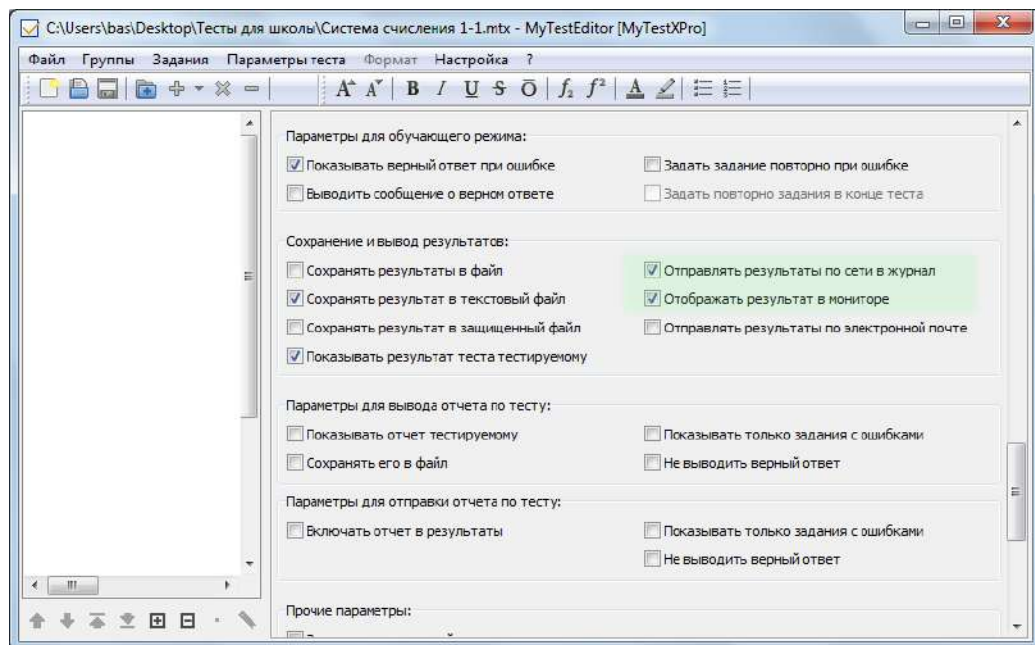 C:\Users\bas\Desktop\Тесты для школы\Система счисления 1-1.mtx - MyTestEditor [MyTestXPro]
Файл Группы Задания Параметры теста Формат Настройка ?
Параметры для обучающего режима:
Показывать верный ответ при ошибке Задать задание повторно при ошибке
Выводить сообщение о верном ответе Задать повторно задания в конце теста
Сохранение и вывод результатов:
Сохранять результаты в файл Отправлять результаты по сети в журнал
Сохранять результат в текстовый файл Отображать результат в мониторе
Сохранять результат в защищенный файл Отправлять результаты по электронной почте
Показывать результат теста тестируемому
Параметры для вывода отчета по тесту:
Показывать отчет тестируемому Показывать только задания с ошибками
Сохранять его в файл Не выводить верный ответ
Параметры для отправки отчета по тесту:
Включать отчет в результаты Показывать только задания с ошибками
Не выводить верный ответ
Прочие параметры: